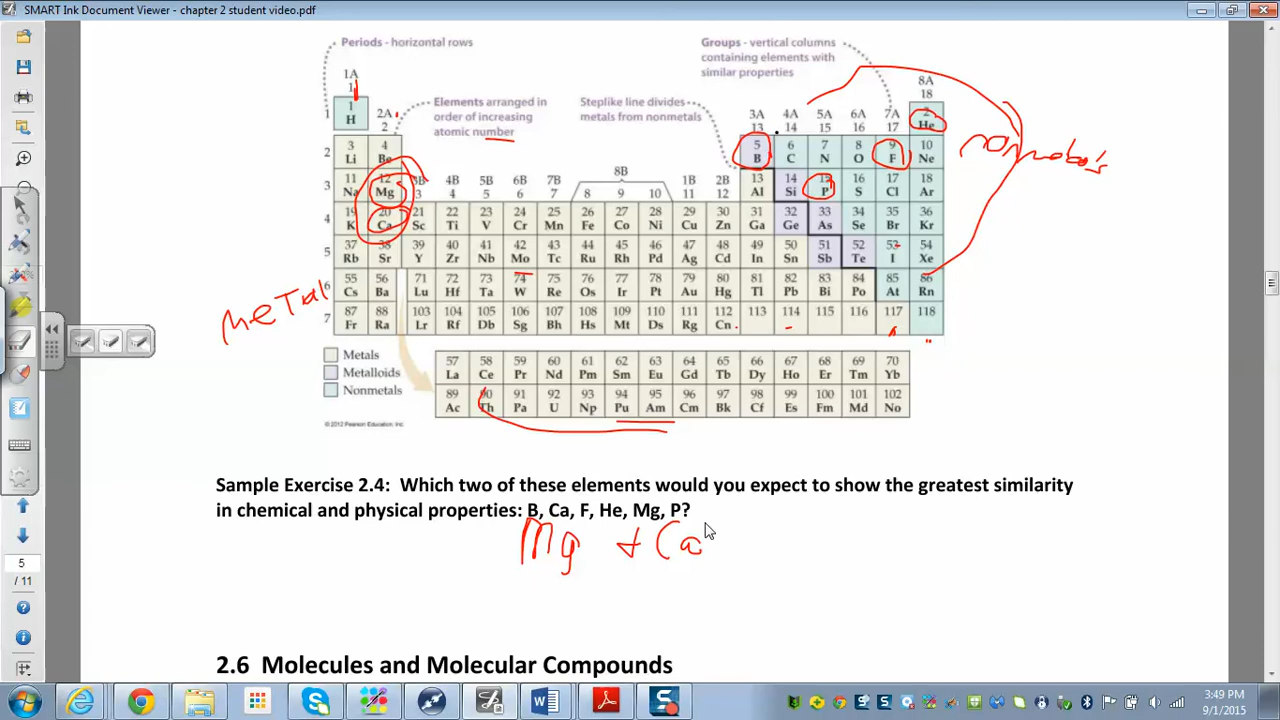 SMART Ink Document Viewer - chapter 2 student video.pdf
Periods - horizontal rows
Groups - vertical columns
containing elements with
similar properties
1A
1
8A
18
Elements arranged in
order of increasing
atomic number
Steplike line divides
metals from nonmetals
2A
2
3A 4A 5A 6A 7A
13 14 15 16 17
8B
3B 4B 5B 6B 7B 1B 2B
3 4 5 6 7 8 9 10 11 12
1 1 2
H He
2 3 4 5 6 7 8 9 10
Li Be B C N O F Ne
3 11 12 13 14 15 16 17 18
Na Mg Al Si P S Cl Ar
4 19 20 21 22 23 24 25 26 27 28 29 30 31 32 33 34 35 36
K Ca Sc Ti V Cr Mn Fe Co Ni Cu Zn Ga Ge As Se Br Kr
5 37 38 39 40 41 42 43 44 45 46 47 48 49 50 51 52 53 54
Rb Sr Y Zr Nb Mo Tc Ru Rh Pd Ag Cd In Sn Sb Te I Xe
6 55 56 71 72 73 74 75 76 77 78 79 80 81 82 83 84 85 86
Cs Ba Lu Hf Ta W Re Os Ir Pt Au Hg Tl Pb Bi Po At Rn
7 87 88 103 104 105 106 107 108 109 110 111 112 113 114 115 116 117 118
Fr Ra Lr Rf Db Sg Bh Hs Mt Ds Rg Cn
metal
Metals
Metalloids
Nonmetals
57 58 59 60 61 62 63 64 65 66 67 68 69 70
La Ce Pr Nd Pm Sm Eu Gd Tb Dy Ho Er Tm Yb
89 90 91 92 93 94 95 96 97 98 99 100 101 102
Ac Th Pa U Np Pu Am Cm Bk Cf Es Fm Md No
© 2012 Pearson Education, Inc.
Sample Exercise 2.4: Which two of these elements would you expect to show the greatest similarity
in chemical and physical properties: B, Ca, F, He, Mg, P?
Mg + Ca
2.6 Molecules and Molecular Compounds
5
/ 11
3:49 PM
9/1/2015